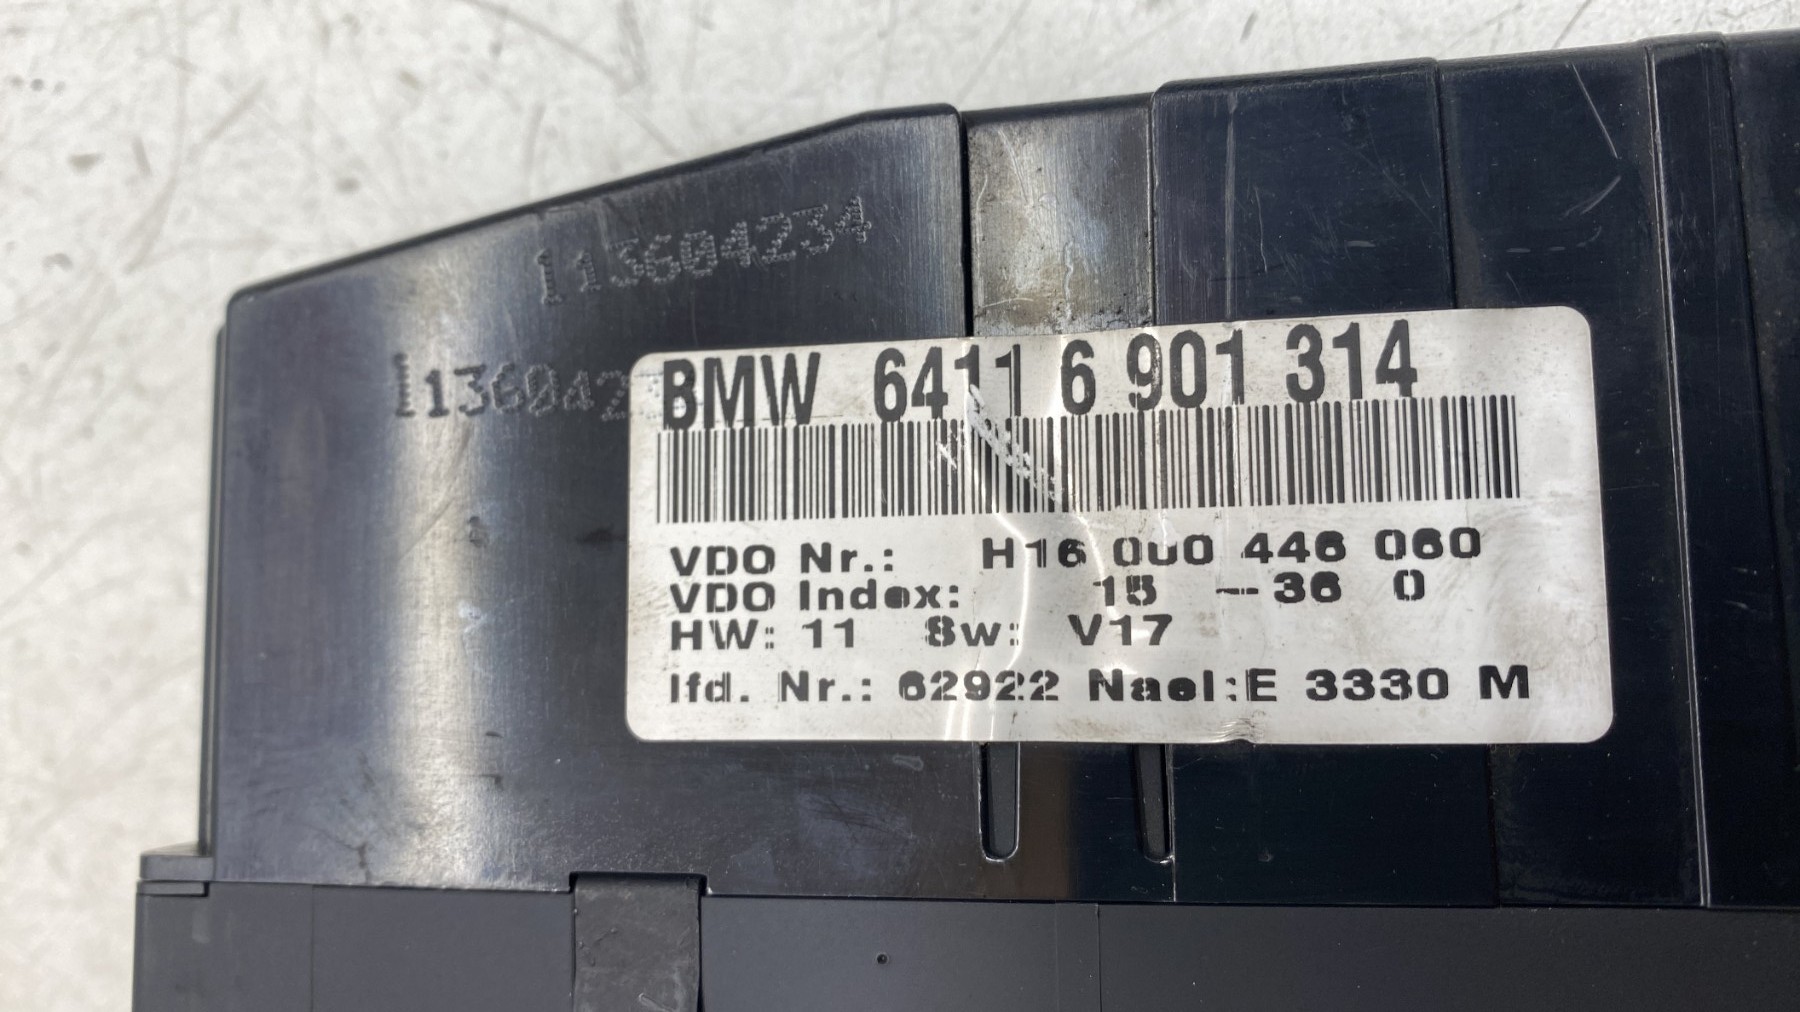 113604234
1136042
BMW 6411 6 901 314
VDO Nr.: H16 000 446 060
VDO Index: 15 -36 0
HW: 11 Sw: V17
lfd. Nr.: 62922 Nael:E 3330 M